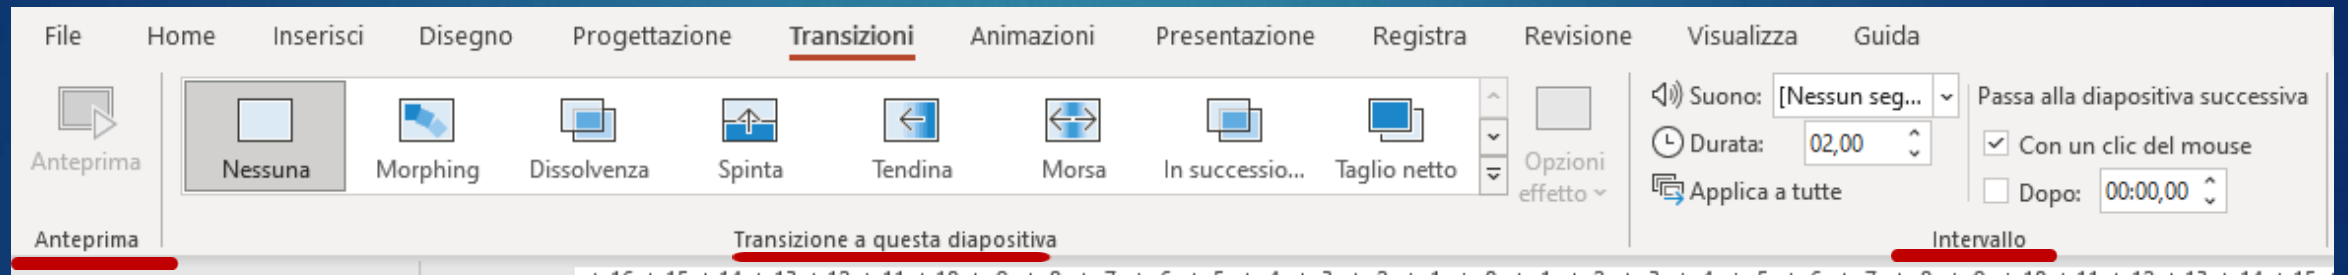 File Home Inserisci Disegno Progettazione Transizioni Animazioni Presentazione Registra Revisione Visualizza Guida
Anteprima
Nessuna Morphing Dissolvenza Spinta Tendina Morsa In successio... Taglio netto
Opzioni
effetto
Suono: [Nessun seg...
Durata: 02,00
Applica a tutte
Passa alla diapositiva successiva
Con un clic del mouse
Dopo: 00:00,00
Anteprima Transizione a questa diapositiva Intervallo